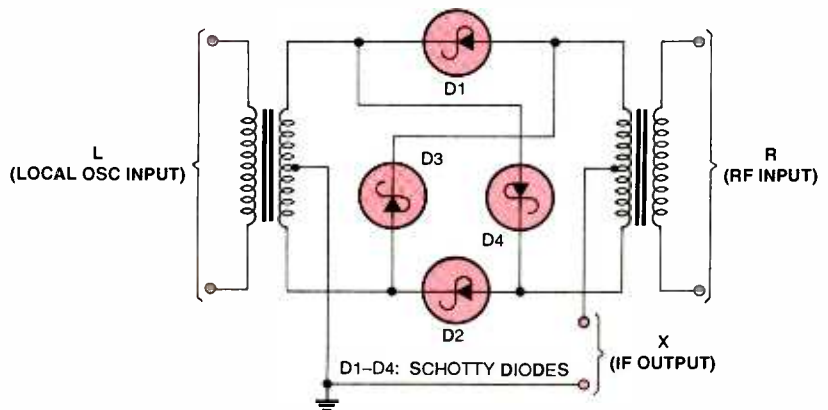 D1
L
(LOCAL OSC INPUT)
R
(RF INPUT)
D3
D4
D2
X
(IF OUTPUT)
D1–D4: SCHOTTY DIODES